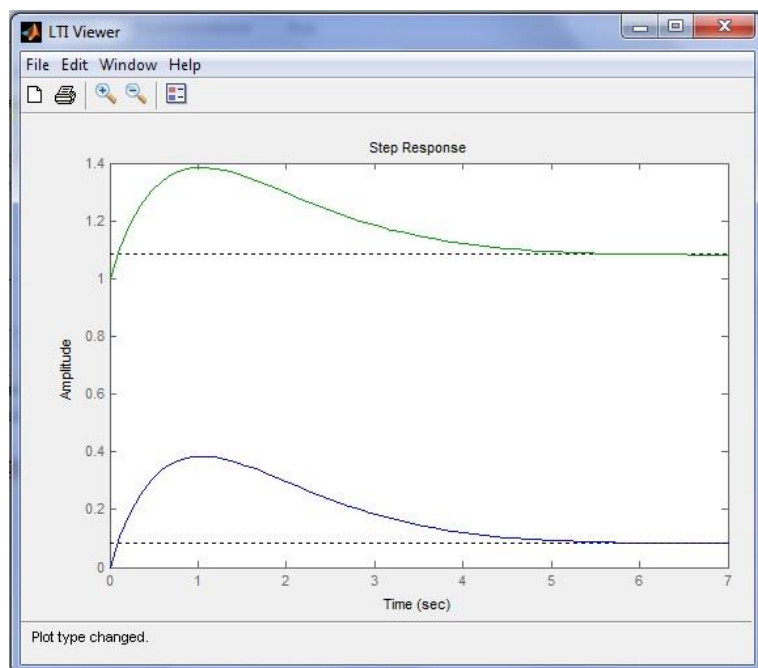 LTI Viewer
File Edit Window Help
Step Response
1.4
1.2
1
0.8
0.6
0.4
0.2
0
Amplitude
0 1 2 3 4 5 6 7
Time (sec)
Plot type changed.